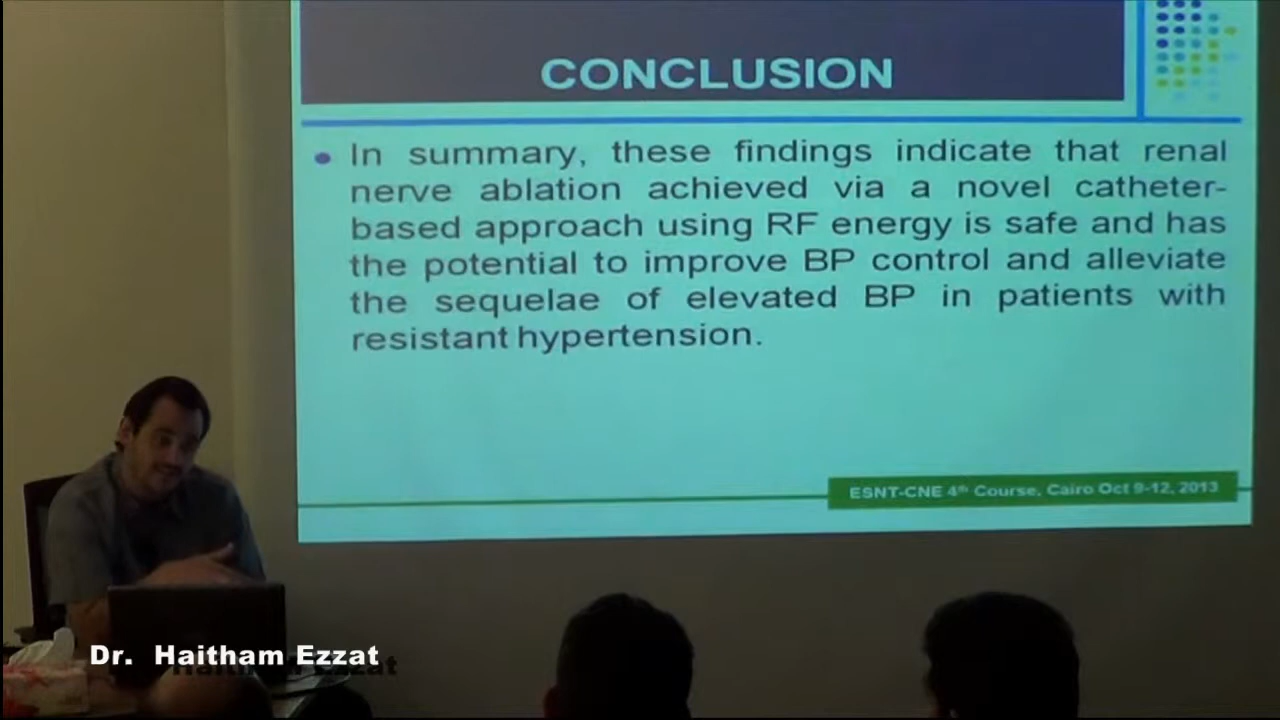 CONCLUSION
• In summary, these findings indicate that renal
nerve ablation achieved via a novel catheter-
based approach using RF energy is safe and has
the potential to improve BP control and alleviate
the sequelae of elevated BP in patients with
resistant hypertension.
ESNT-CNE 4th Course, Cairo Oct 9-12, 2013
Dr. Haitham Ezzat